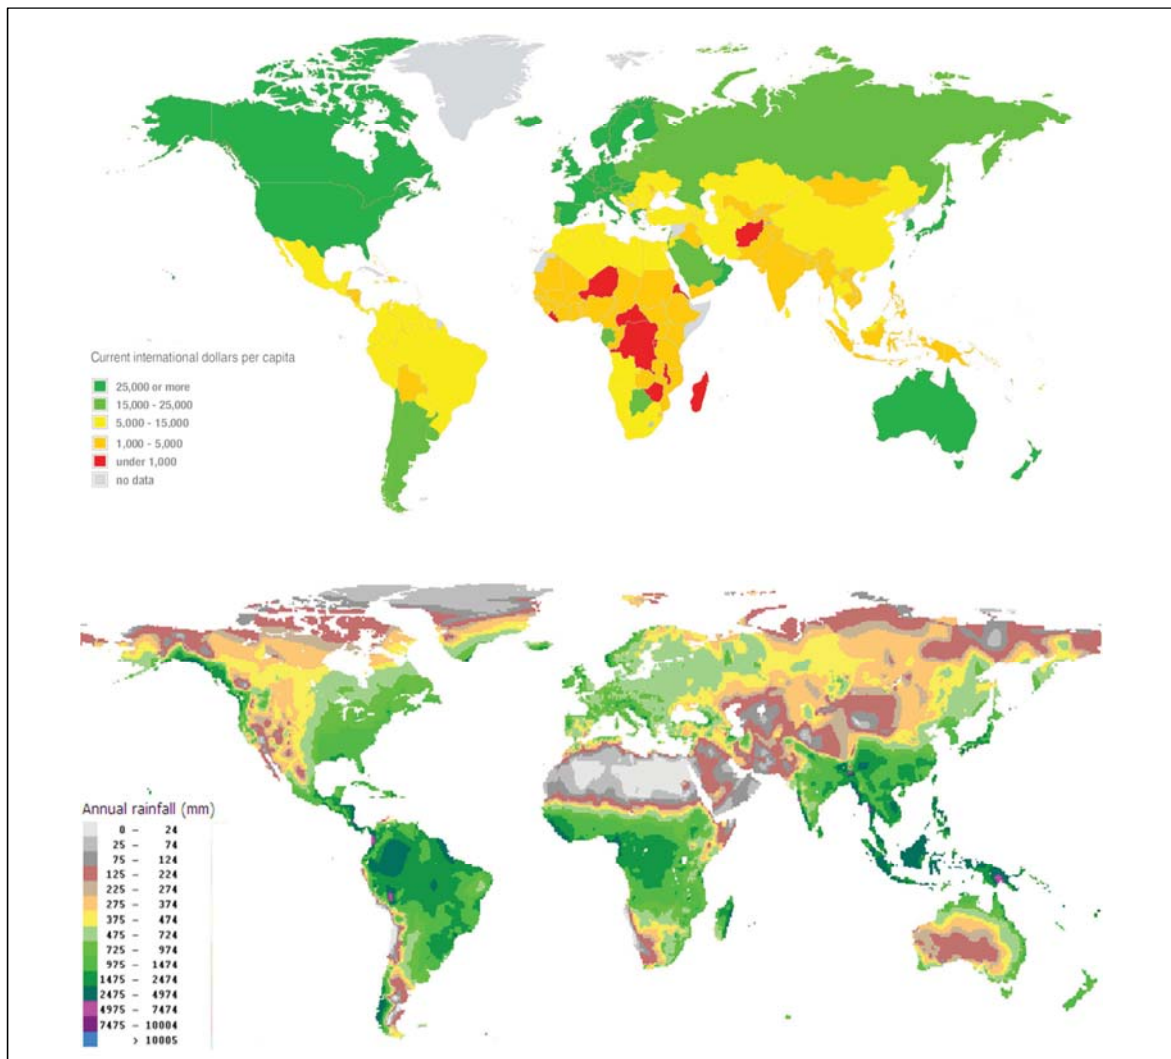 Current international dollars per capita
25,000 or more
15,000 - 25,000
5,000 - 15,000
1,000 - 5,000
under 1,000
no data
Annual rainfall (mm)
0 - 24
25 - 74
75 - 124
125 - 224
225 - 274
275 - 374
375 - 474
475 - 724
725 - 974
975 - 1474
1475 - 2474
2475 - 4974
4975 - 7474
7475 - 10004
> 10005